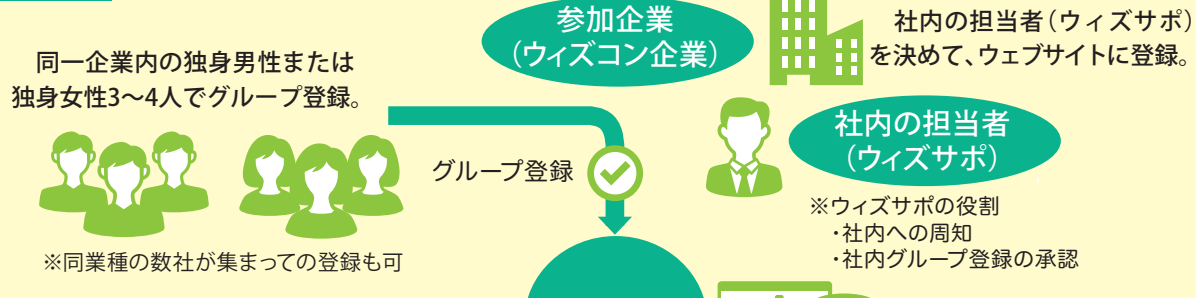 参加企業
(ウィズコン企業)
社内の担当者(ウィズサポ)
を決めて、ウェブサイトに登録。
同一企業内の独身男性または
独身女性3〜4人でグループ登録。
グループ登録
社内の担当者
(ウィズサポ)
※ウィズサポの役割
・社内への周知
・社内グループ登録の承認
※同業種の数社が集まっての登録も可